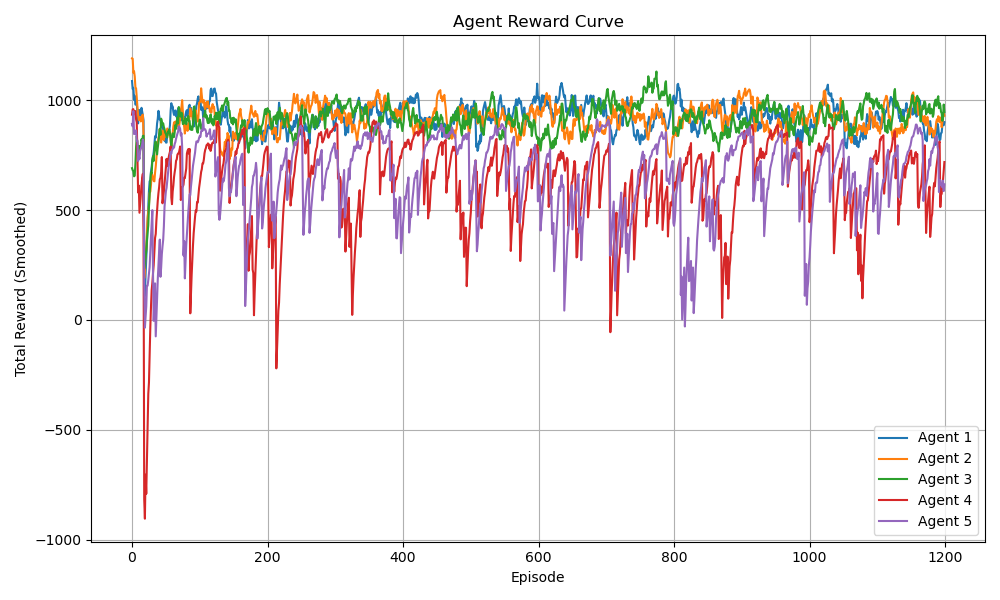 Agent Reward Curve
Total Reward (Smoothed)
1000
500
0
−500
−1000
0 200 400 600 800 1000 1200
Episode
Agent 1
Agent 2
Agent 3
Agent 4
Agent 5